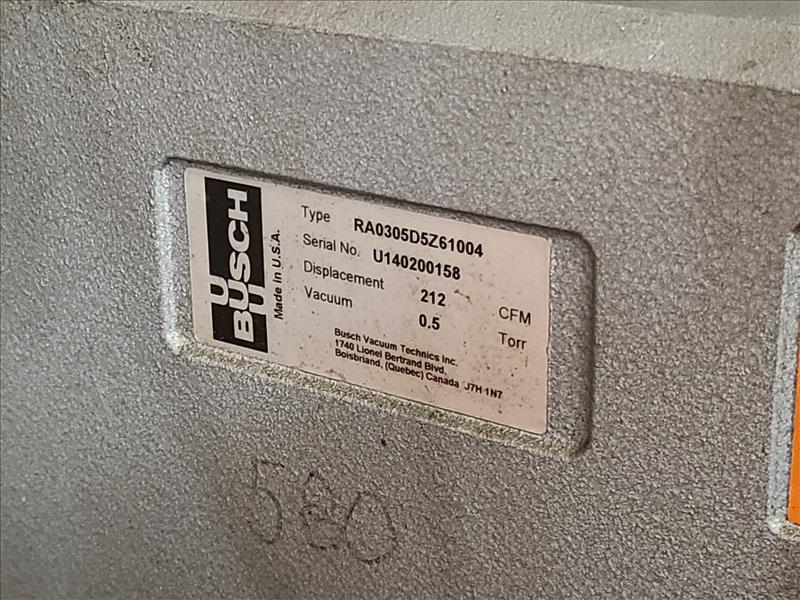 BUSCH
Made in U.S.A.
Type RA0305D5Z61004
Serial No. U140200158
Displacement 212 CFM
Vacuum 0.5 Torr
Busch Vacuum Technics Inc.
1740 Lionel Bertrand Blvd.
Boisbriand, (Quebec) Canada J7H 1N7
580